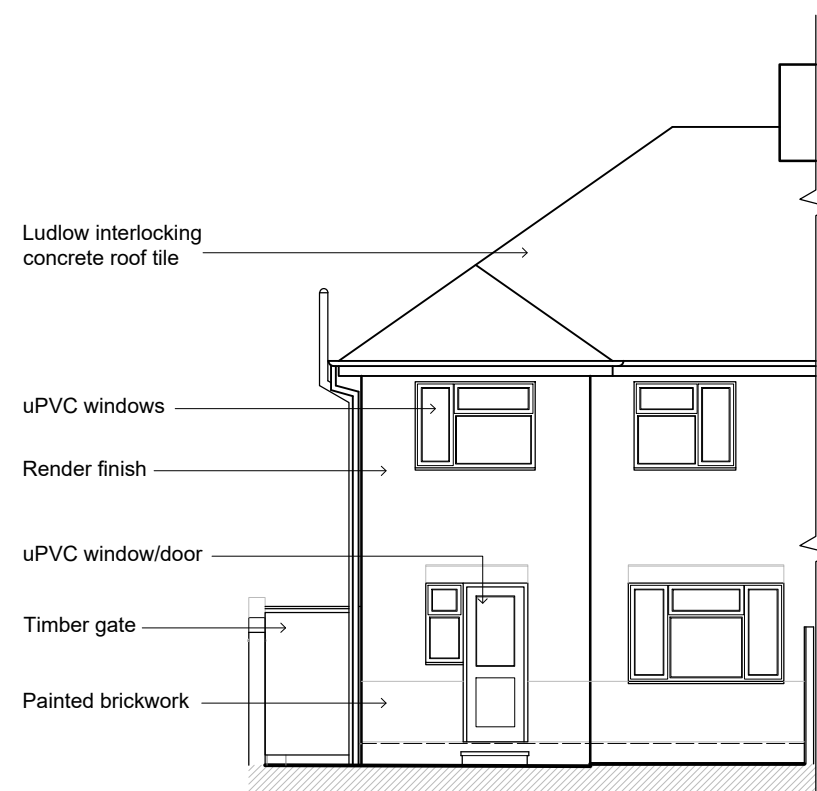 Ludlow interlocking
concrete roof tile
uPVC windows
Render finish
uPVC window/door
Timber gate
Painted brickwork